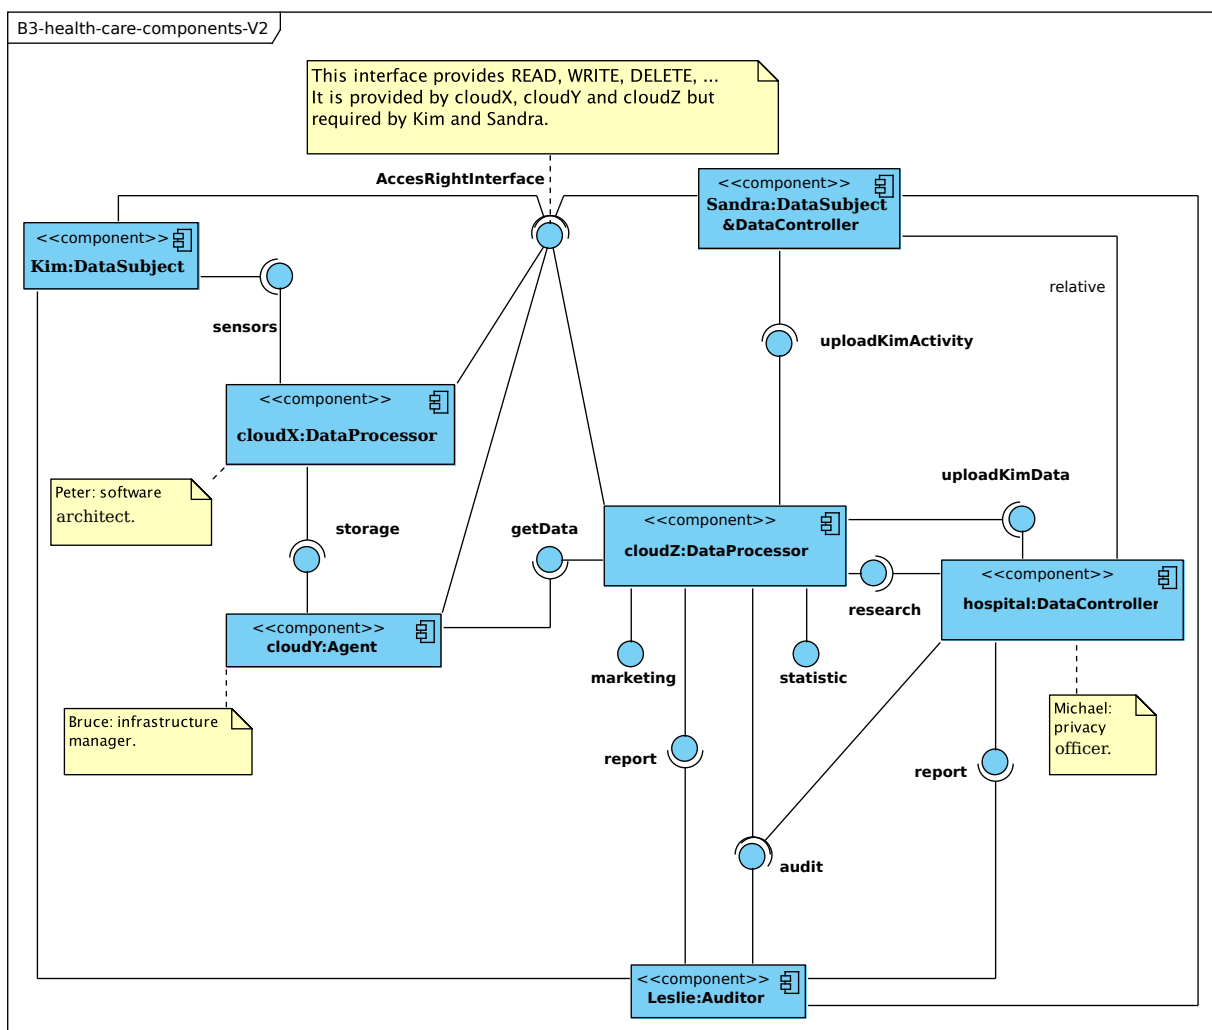 B3-health-care-components-V2
This interface provides READ, WRITE, DELETE, ...
It is provided by cloudX, cloudY and cloudZ but
required by Kim and Sandra.
AccesRightInterface
<<component>>
Sandra:DataSubject
&DataController
<<component>>
Kim:DataSubject
relative
sensors
uploadKimActivity
<<component>>
cloudX:DataProcessor
uploadKimData
Peter: software
architect.
storage
getData
<<component>>
cloudZ:DataProcessor
<<component>>
hospital:DataController
research
<<component>>
cloudY:Agent
marketing
statistic
Bruce: infrastructure
manager.
Michael:
privacy
officer.
report
report
audit
<<component>>
Leslie:Auditor